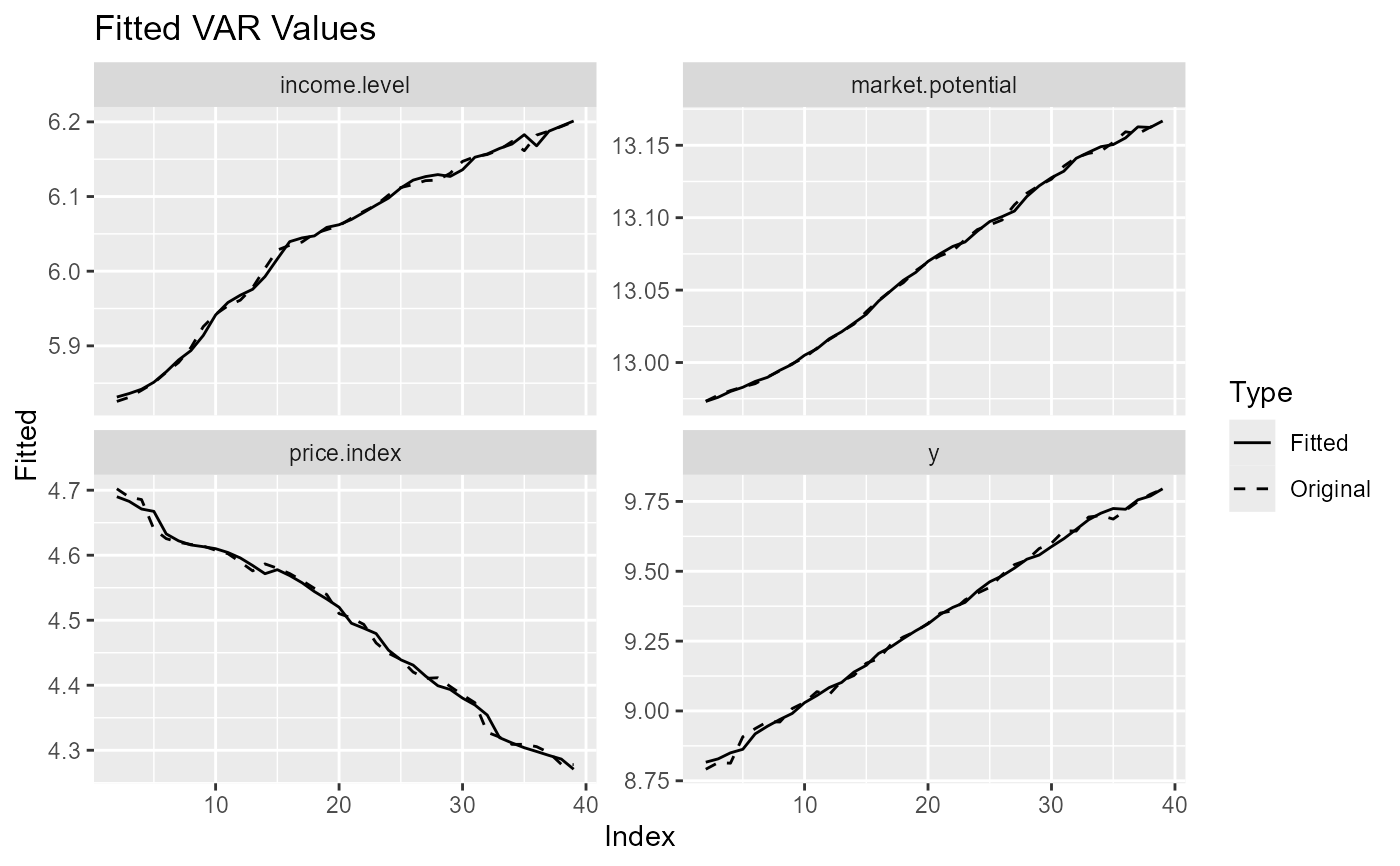 Fitted VAR Values
income.level
market.potential
6.2
6.1
6.0
5.9
13.15
13.10
13.05
13.00
Fitted
price.index
y
4.7
4.6
4.5
4.4
4.3
9.75
9.50
9.25
9.00
8.75
10 20 30 40
10 20 30 40
Index
Type
Fitted
Original